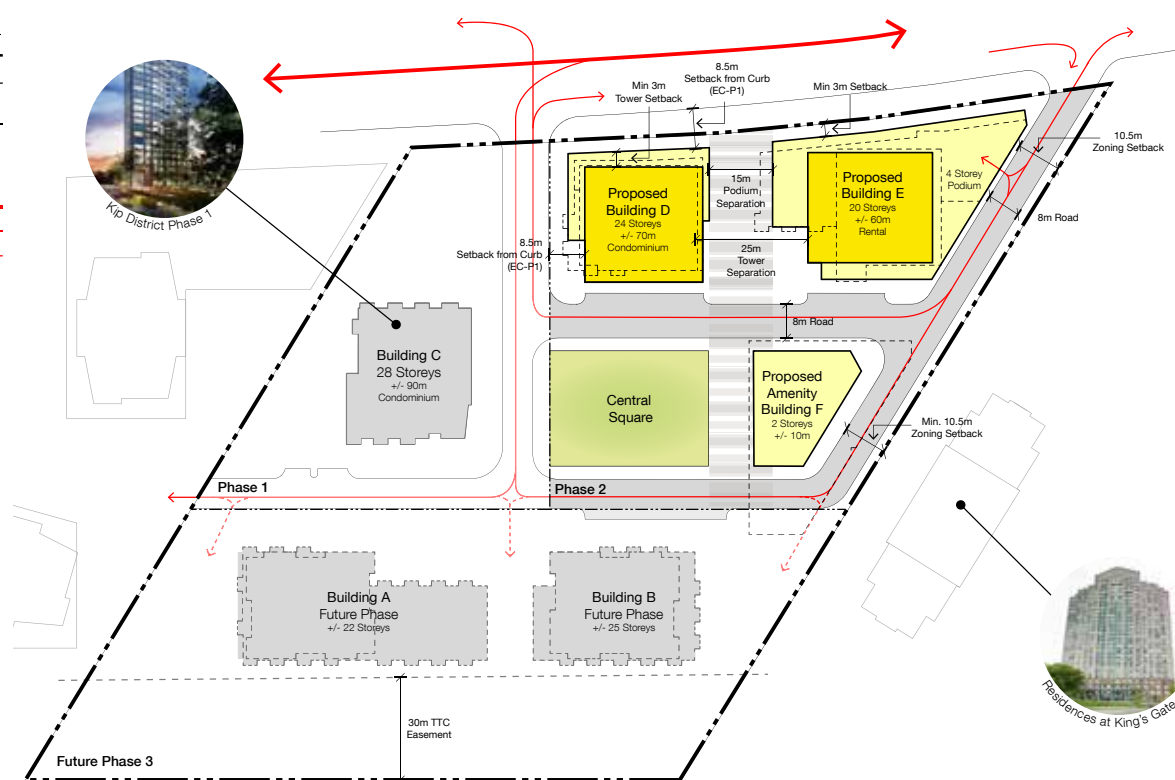 8.5m
Setback from Curb
(EC-P1)
Min 3m
Tower Setback
Min 3m Setback
10.5m
Zoning Setback
Kip District Phase 1
Proposed
Building D
24 Storeys
+/- 70m
Condominium
15m
Podium
Separation
Proposed
Building E
20 Storeys
+/- 60m
Rental
4 Storey
Podium
8m Road
8.5m
Setback from Curb
(EC-P1)
25m
Tower
Separation
8m Road
Building C
28 Storeys
+/- 90m
Condominium
Central
Square
Proposed
Amenity
Building F
2 Storeys
+/- 10m
Min. 10.5m
Zoning Setback
Phase 1
Phase 2
Building A
Future Phase
+/- 22 Storeys
Building B
Future Phase
+/- 25 Storeys
Residences at King's Gate
30m TTC
Easement
Future Phase 3